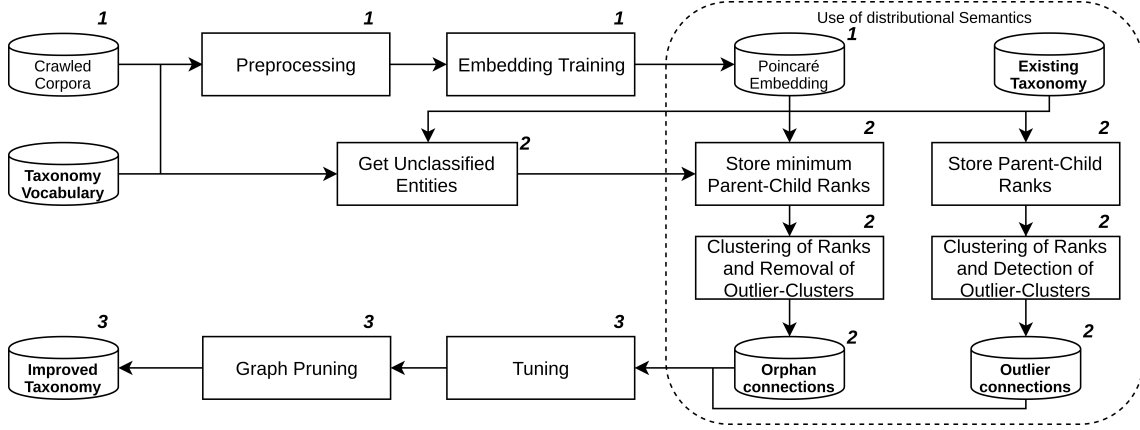 Use of distributional Semantics
1
1
1
1
Crawled
Corpora
Preprocessing
Embedding Training
Poincaré
Embedding
Existing
Taxonomy
2
2
2
Taxonomy
Vocabulary
Get Unclassified
Entities
Store minimum
Parent-Child Ranks
Store Parent-Child
Ranks
2
2
Clustering of Ranks
and Removal of
Outlier-Clusters
Clustering of Ranks
and Detection of
Outlier-Clusters
3
3
3
2
2
Improved
Taxonomy
Graph Pruning
Tuning
Orphan
connections
Outlier
connections